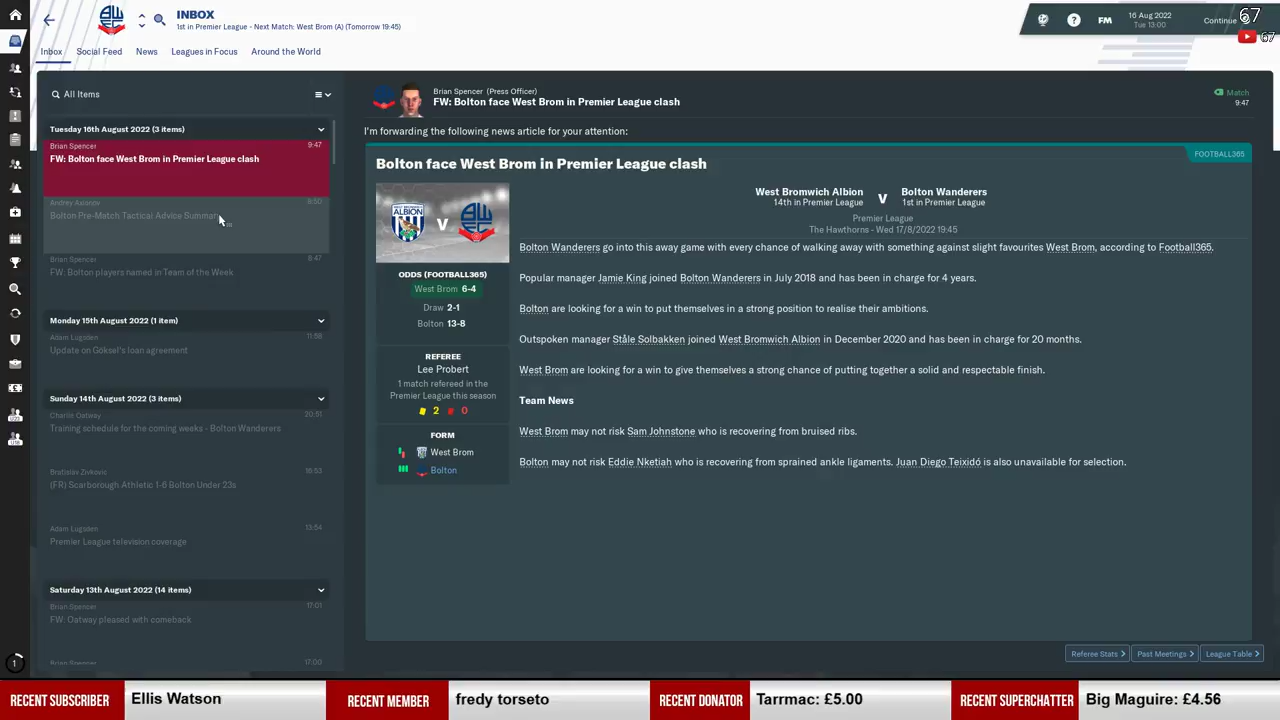 INBOX
1st in Premier League - Next Match: West Brom (A) (Tomorrow 19:45)
FM
16 Aug 2022
Tue 13:00
Continue
67
67
Inbox
Social Feed
News
Leagues in Focus
Around the World
All Items
Tuesday 16th August 2022 (3 items)
Brian Spencer
9:47
FW: Bolton face West Brom in Premier League clash
Andrey Axionov
8:50
Bolton Pre-Match Tactical Advice Summary
Brian Spencer
8:47
FW: Bolton players named in Team of the Week
Monday 15th August 2022 (1 item)
Adam Lugsden
11:58
Update on Göksel's loan agreement
Sunday 14th August 2022 (3 items)
Charlie Oatway
20:51
Training schedule for the coming weeks - Bolton Wanderers
Bratislav Zivkovic
16:53
(FR) Scarborough Athletic 1-6 Bolton Under 23s
Adam Lugsden
13:54
Premier League television coverage
Saturday 13th August 2022 (14 items)
Brian Spencer
17:01
FW: Oatway pleased with comeback
Brian Spencer
17:00
Brian Spencer (Press Officer)
FW: Bolton face West Brom in Premier League clash
Match
9:47
I'm forwarding the following news article for your attention:
Bolton face West Brom in Premier League clash
FOOTBALL365
ALBION
V
West Bromwich Albion
14th in Premier League
V
Bolton Wanderers
1st in Premier League
Premier League
The Hawthorns - Wed 17/8/2022 19:45
Bolton Wanderers go into this away game with every chance of walking away with something against slight favourites West Brom, according to Football365.
Popular manager Jamie King joined Bolton Wanderers in July 2018 and has been in charge for 4 years.
Bolton are looking for a win to put themselves in a strong position to realise their ambitions.
Outspoken manager Ståle Solbakken joined West Bromwich Albion in December 2020 and has been in charge for 20 months.
West Brom are looking for a win to give themselves a strong chance of putting together a solid and respectable finish.
Team News
West Brom may not risk Sam Johnstone who is recovering from bruised ribs.
Bolton may not risk Eddie Nketiah who is recovering from sprained ankle ligaments. Juan Diego Teixidó is also unavailable for selection.
ODDS (FOOTBALL365)
West Brom 6-4
Draw 2-1
Bolton 13-8
REFEREE
Lee Probert
1 match refereed in the
Premier League this season
2
0
FORM
West Brom
Bolton
Referee Stats
Past Meetings
League Table
1
RECENT SUBSCRIBER
Ellis Watson
RECENT MEMBER
fredy torseto
RECENT DONATOR
Tarrmac: £5.00
RECENT SUPERCHATTER
Big Maguire: £4.56